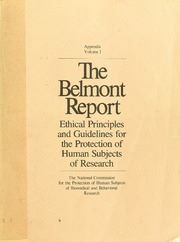 Appendix
Volume I
The
Belmont
Report
Ethical Principles
and Guidelines for
the Protection of
Human Subjects
of Research
The National Commission
for the Protection of Human Subjects
of Biomedical and Behavioral
Research